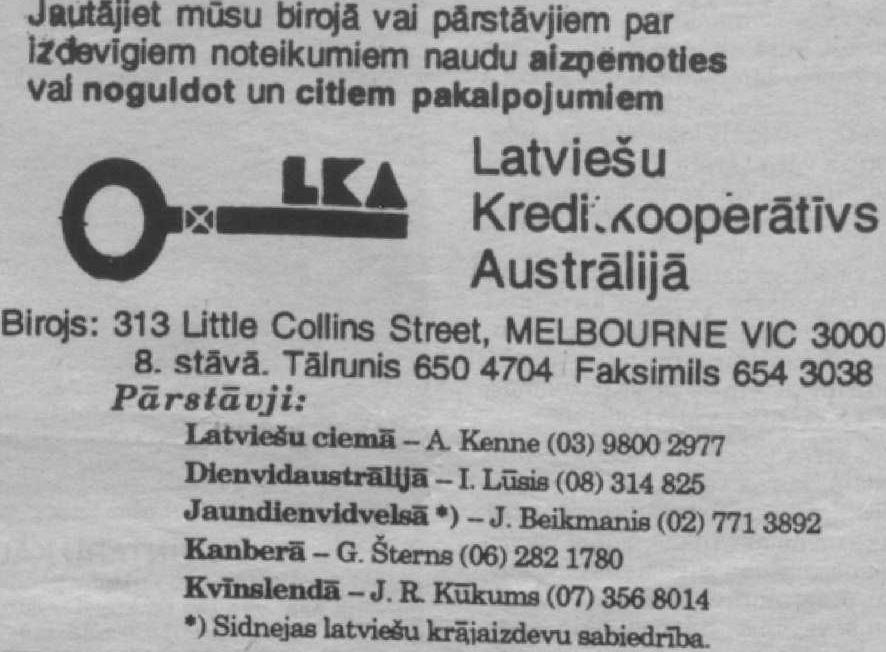 Jautājiet mūsu birojā vai pārstāvjiem par
izdevīgiem noteikumiem naudu aizņēmoties
vai noguldot un citiem pakalpojumiem
LKA
Latviešu
Kredītkooperātīvs
Austrālijā
Birojs: 313 Little Collins Street, MELBOURNE VIC 3000
8. stāvā. Tālrunis 650 4704 Faksimils 654 3038
Pārstāvji:
Latviešu ciemā – A. Kenne (03) 9800 2977
Dienvidaustrālijā – I. Lūsis (08) 314 825
Jaundienvidvelsā *) – J. Beikmanis (02) 771 3892
Kanberā – G. Šterns (06) 282 1780
Kvīnslendā – J. R. Kūkums (07) 356 8014
*) Sidnejas latviešu krājaizdevu sabiedrība.